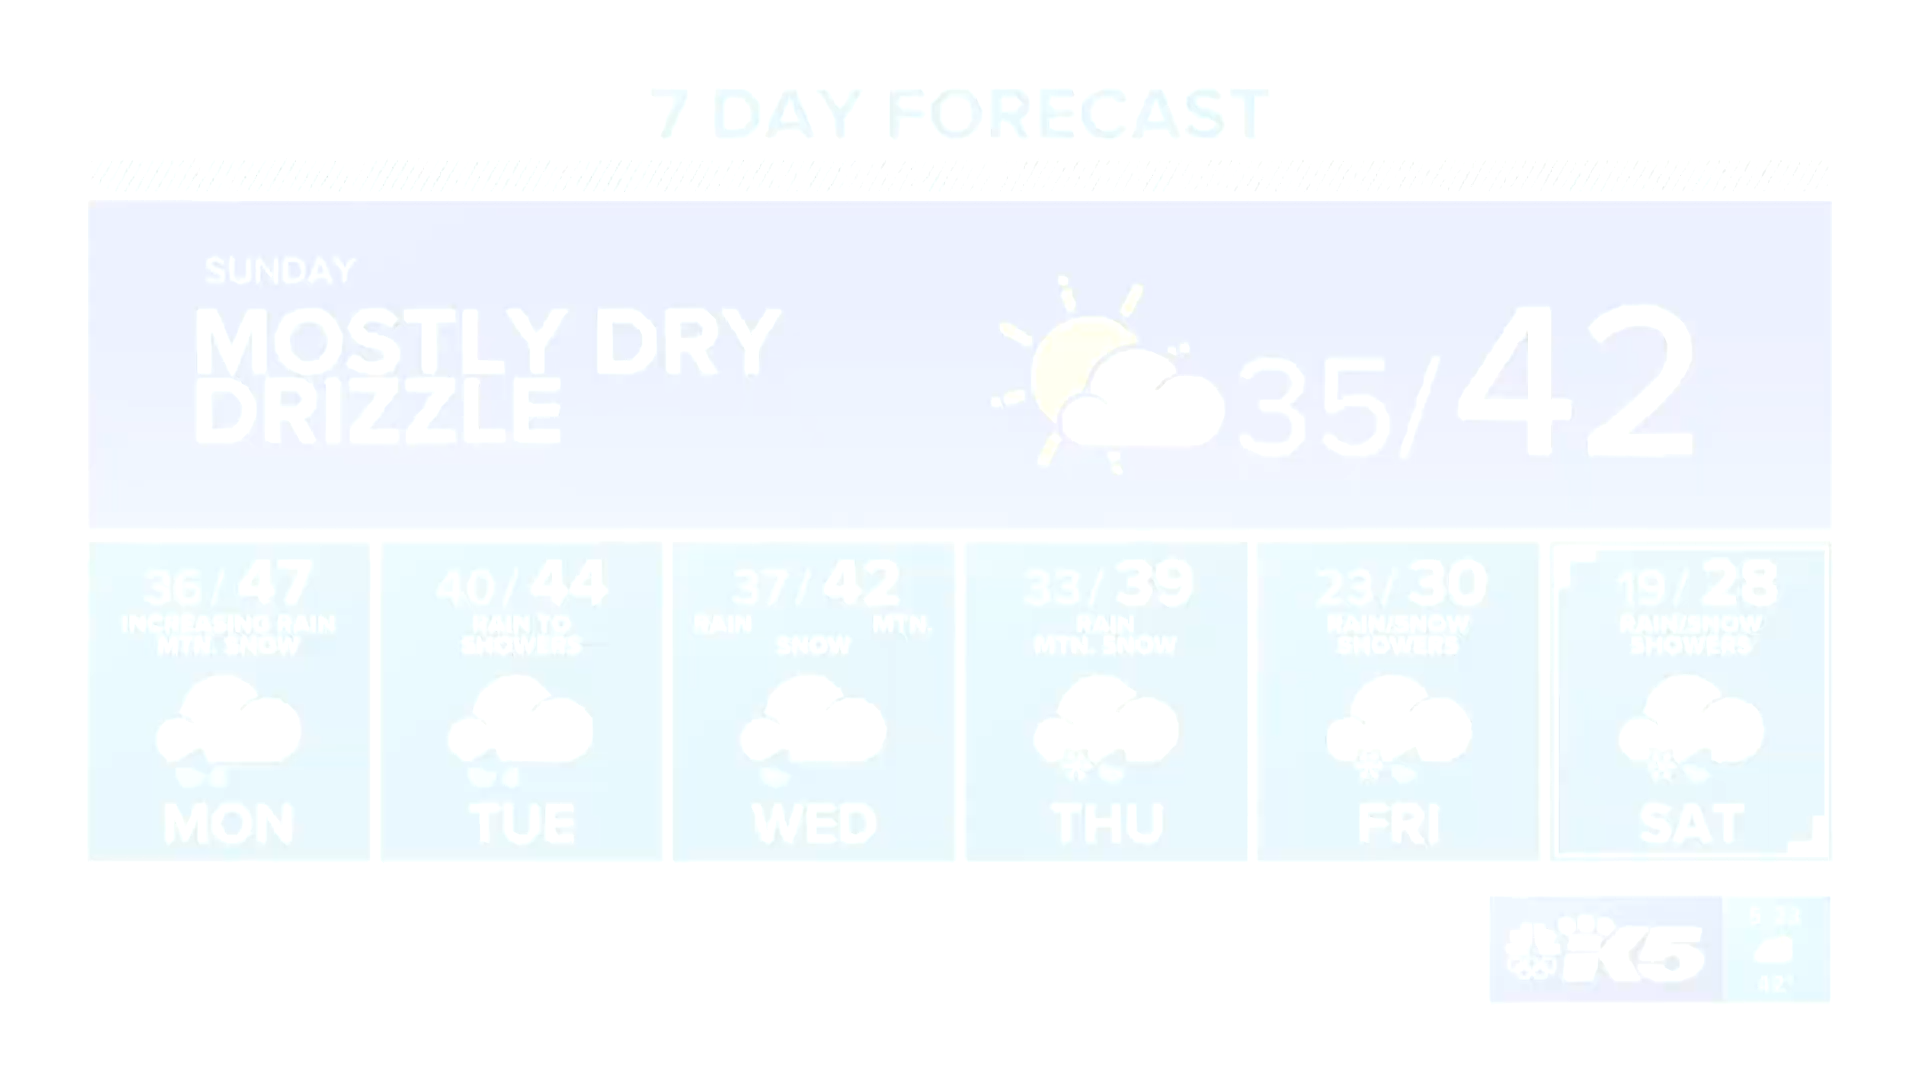 7 DAY FORECAST
SUNDAY
MOSTLY DRY
DRIZZLE
35/42
36/47
INCREASING RAIN
MTN. SNOW
MON
40/44
RAIN TO
SHOWERS
TUE
37/42
RAIN MTN.
SNOW
WED
33/39
RAIN
MTN. SNOW
THU
23/30
RAIN/SNOW
SHOWERS
FRI
19/28
RAIN/SNOW
SHOWERS
SAT
K5
42°